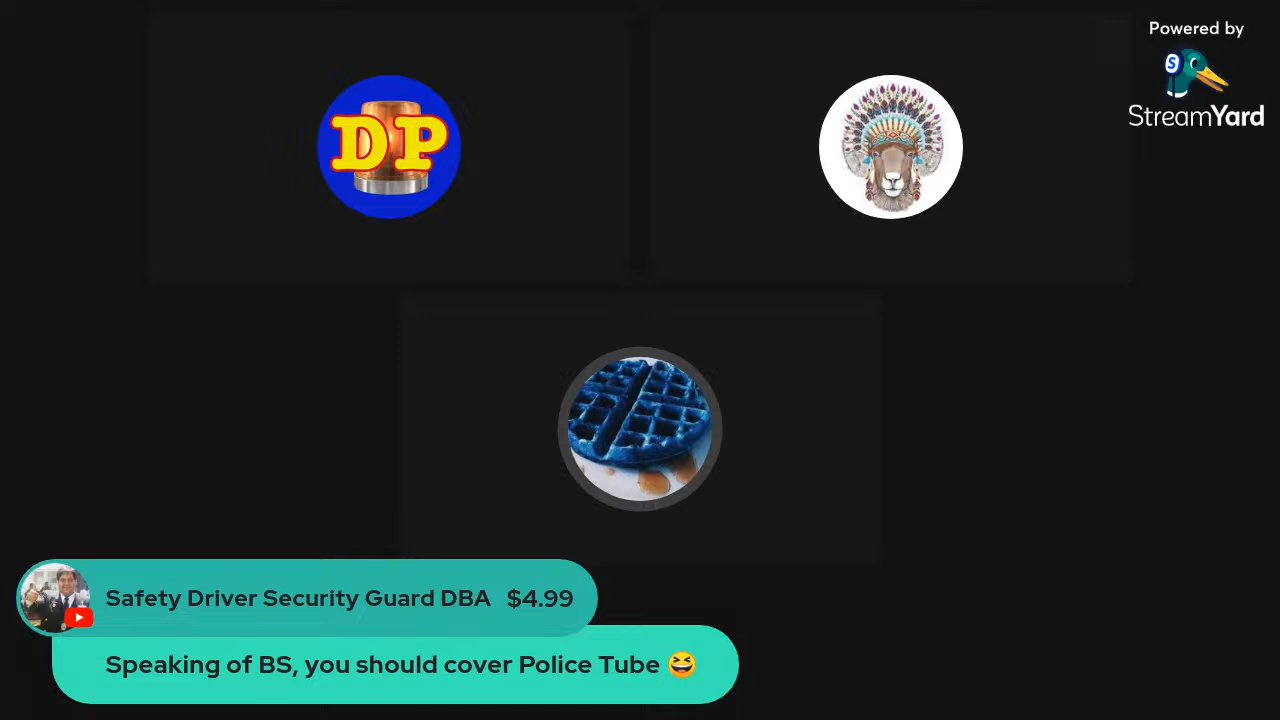 Powered by
StreamYard
S
DP
Safety Driver Security Guard DBA $4.99
Speaking of BS, you should cover Police Tube 😆